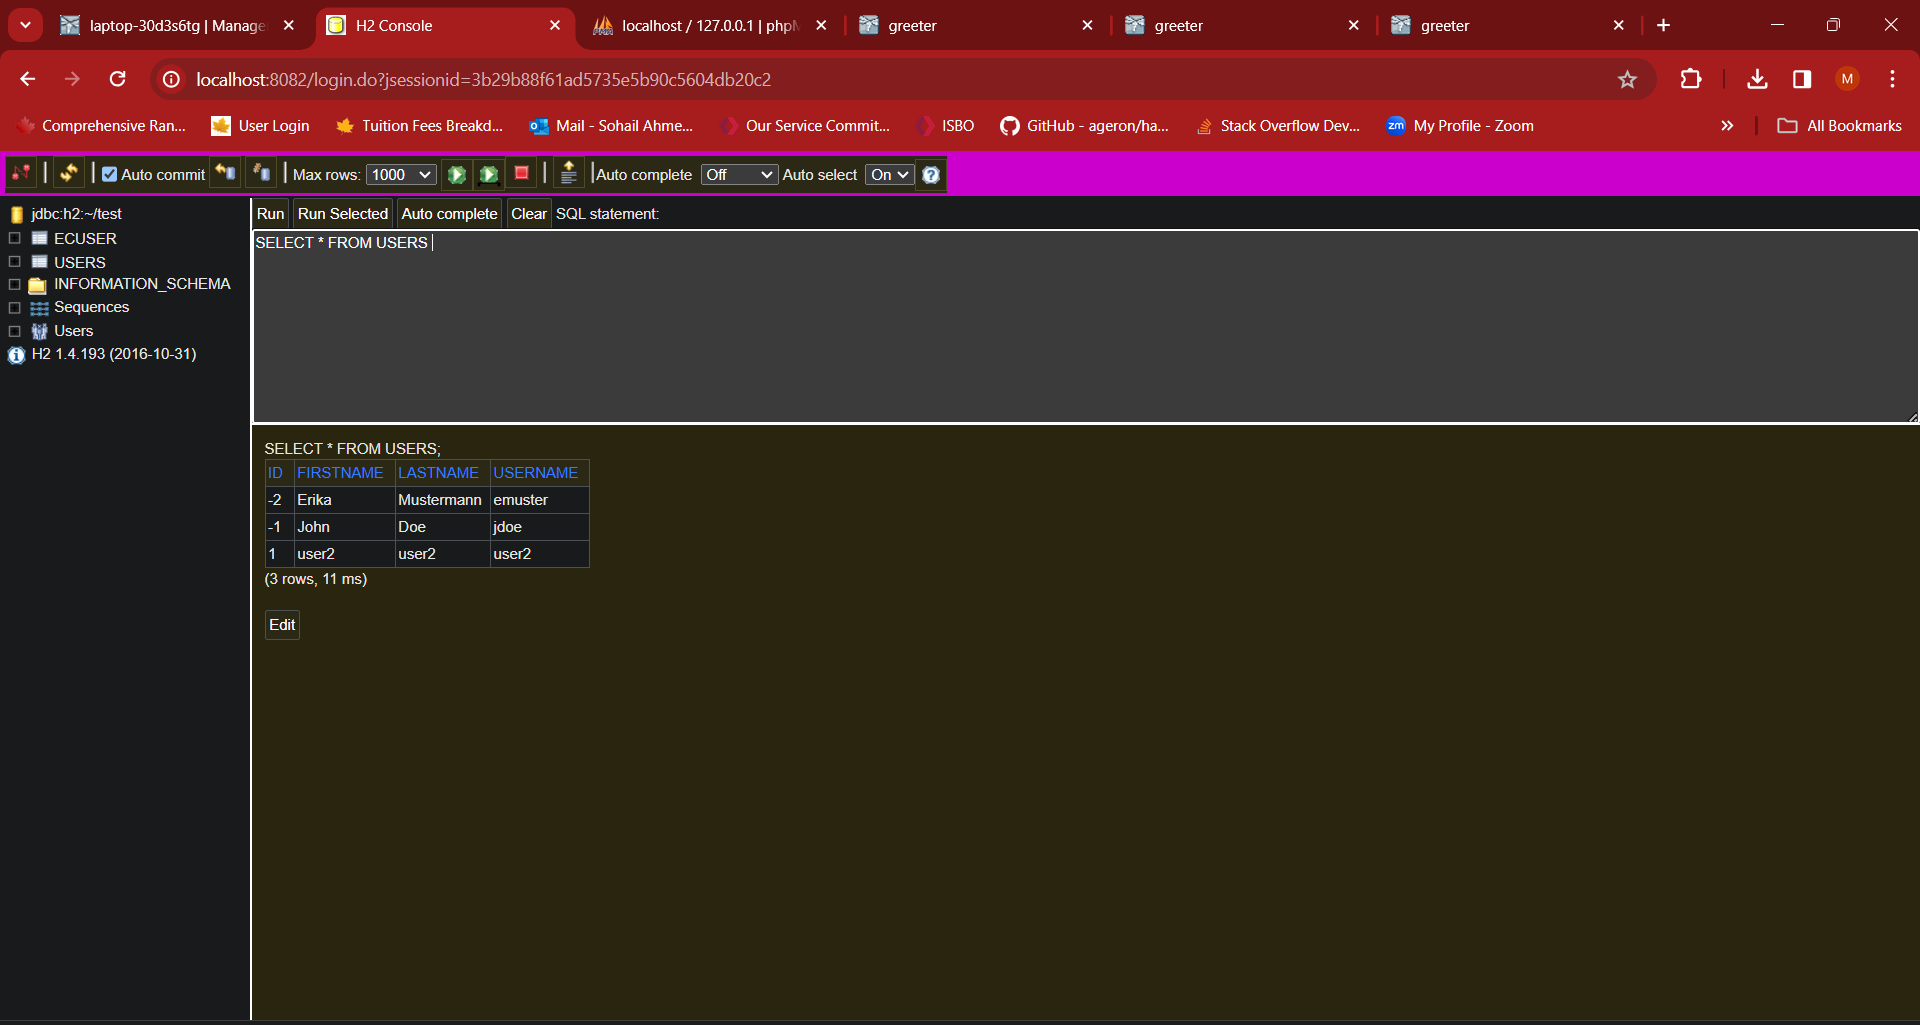 laptop-30d3s6tg | Manage
H2 Console
localhost / 127.0.0.1 | phpM
greeter
greeter
greeter
localhost:8082/login.do?jsessionid=3b29b88f61ad5735e5b90c5604db20c2
M
Comprehensive Ran...
User Login
Tuition Fees Breakd...
Mail - Sohail Ahme...
Our Service Commit...
ISBO
GitHub - ageron/ha...
Stack Overflow Dev...
zm
My Profile - Zoom
All Bookmarks
Auto commit
Max rows: 1000
Auto complete Off
Auto select On
jdbc:h2:~/test
ECUSER
USERS
INFORMATION_SCHEMA
Sequences
Users
H2 1.4.193 (2016-10-31)
Run Run Selected Auto complete Clear SQL statement:
SELECT * FROM USERS
SELECT * FROM USERS;
ID FIRSTNAME LASTNAME USERNAME
-2 Erika Mustermann emuster
-1 John Doe jdoe
1 user2 user2 user2
(3 rows, 11 ms)
Edit